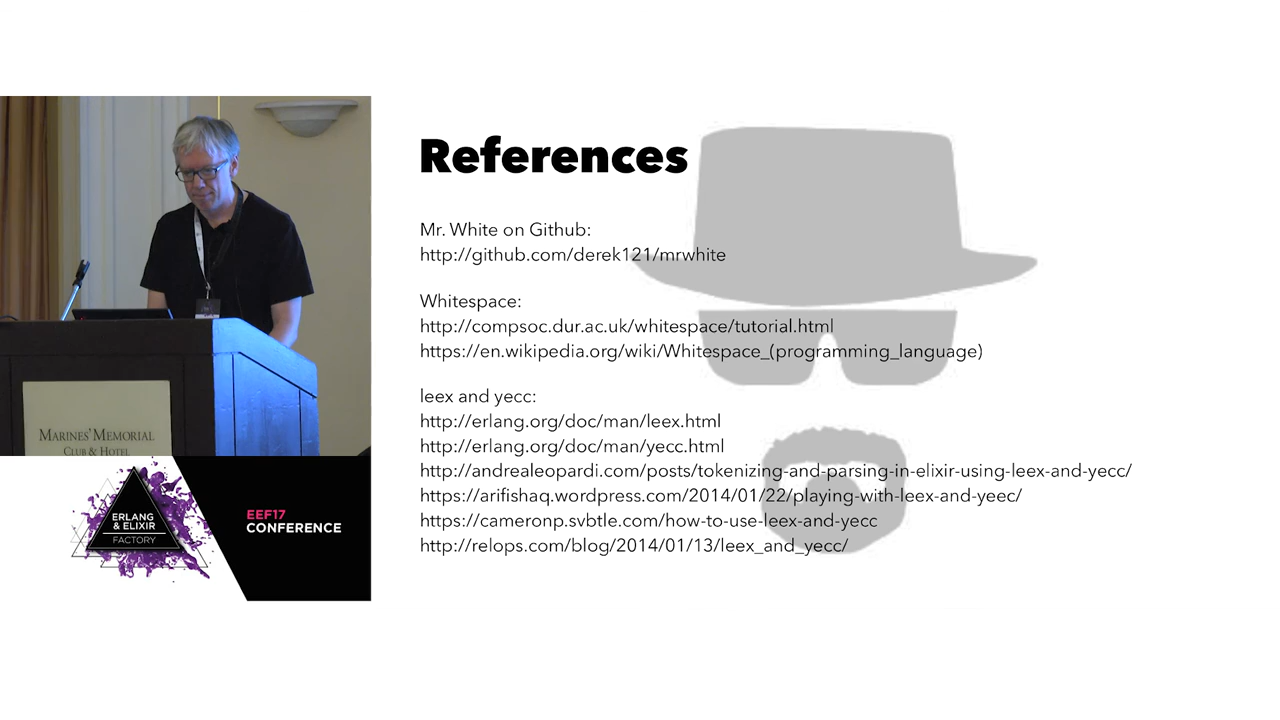 References
Mr. White on Github:
http://github.com/derek121/mrwhite
Whitespace:
http://compsoc.dur.ac.uk/whitespace/tutorial.html
https://en.wikipedia.org/wiki/Whitespace_(programming_language)
leex and yecc:
http://erlang.org/doc/man/leex.html
http://erlang.org/doc/man/yecc.html
http://andrealeopardi.com/posts/tokenizing-and-parsing-in-elixir-using-leex-and-yecc/
https://arifishaq.wordpress.com/2014/01/22/playing-with-leex-and-yeec/
https://cameronp.svbtle.com/how-to-use-leex-and-yecc
http://relops.com/blog/2014/01/13/leex_and_yecc/
MARINES' MEMORIAL
CLUB & HOTEL
ERLANG
& ELIXIR
FACTORY
EEF17
CONFERENCE